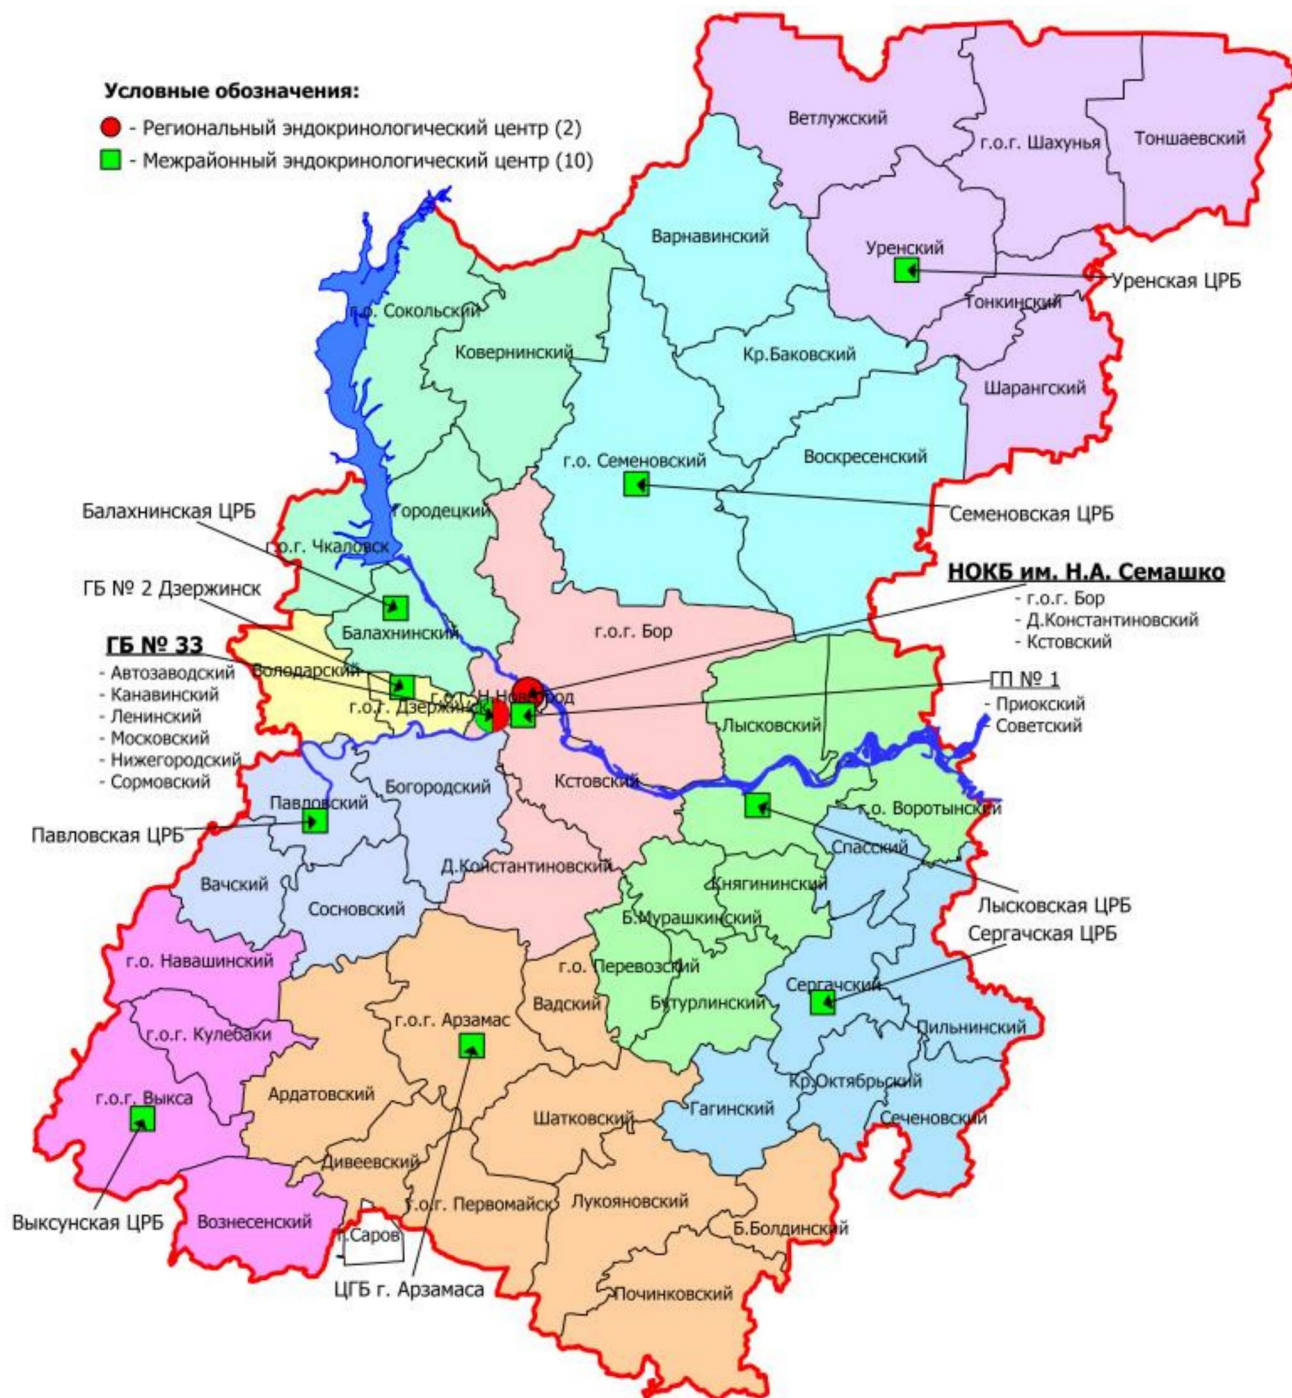 Условные обозначения:
- Региональный эндокринологический центр (2)
- Межрайонный эндокринологический центр (10)
Ветлужский
г.о.г. Шахунья
Тоншаевский
Варнавинский
Уренский
Уренская ЦРБ
Тонкинский
г.о. Сокольский
Ковернинский
Кр.Баковский
Шарангский
г.о. Семеновский
Воскресенский
Балахнинская ЦРБ
Городецкий
Семеновская ЦРБ
г.о.г. Чкаловск
ГБ № 2 Дзержинск
НОКБ им. Н.А. Семашко
- г.о.г. Бор
- Д.Константиновский
- Кстовский
Балахнинский
г.о.г. Бор
ГБ № 33
- Автозаводский
- Канавинский
- Ленинский
- Московский
- Нижегородский
- Сормовский
Володарский
г.о.г. Н.Новгород
г.о.г. Дзержинск
ГП № 1
- Приокский
- Советский
Лысковский
Кстовский
Богородский
Павловский
г.о. Воротынский
Павловская ЦРБ
Спасский
Д.Константиновский
Вачский
Княгининский
Сосновский
Б.Мурашкинский
Лысковская ЦРБ
Сергачская ЦРБ
г.о. Навашинский
г.о. Перевозский
Сергачский
Вадский
Бутурлинский
г.о.г. Арзамас
Пильнинский
г.о.г. Кулебаки
Кр.Октябрьский
Ардатовский
г.о.г. Выкса
Гагинский
Шатковский
Сеченовский
Дивеевский
Лукояновский
г.о.г. Первомайск
Вознесенский
Выксунская ЦРБ
г.Саров
Б.Болдинский
ЦГБ г. Арзамаса
Починковский